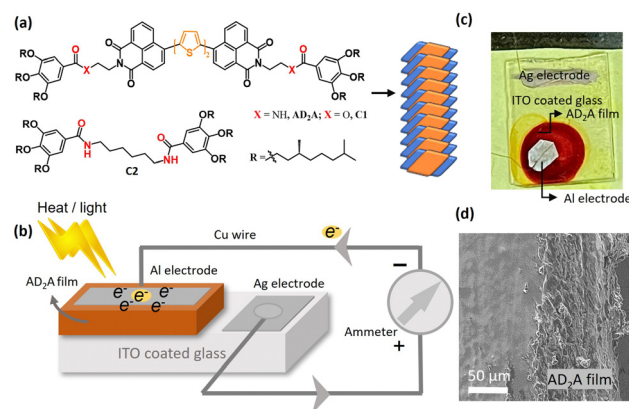 (a)
RO
RO
RO
O
X
N
O
O
S
2
O
O
N
X
O
OR
OR
OR
X = NH, AD₂A; X = O, C1
RO
RO
RO
O
N
H
C2
NH
O
OR
OR
OR
R =
(b)
Heat / light
AD₂A film
Al electrode
e⁻ e⁻ e⁻
e⁻ e⁻
Cu wire
e⁻
Ag electrode
ITO coated glass
−
Ammeter
+
(c)
Ag electrode
ITO coated glass
AD₂A film
Al electrode
(d)
50 µm
AD₂A film